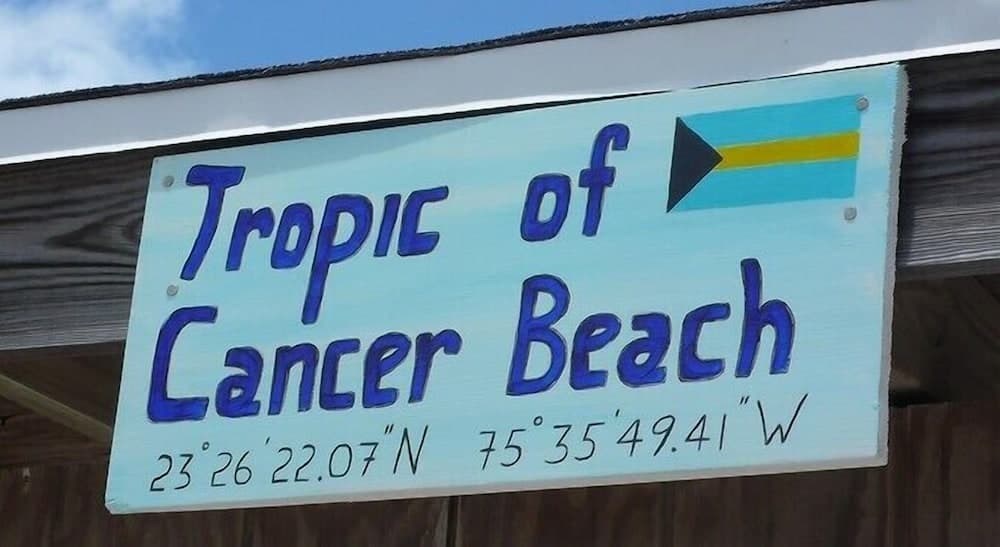 Tropic of
Cancer Beach
23°26'22.07"N 75°35'49.41"W